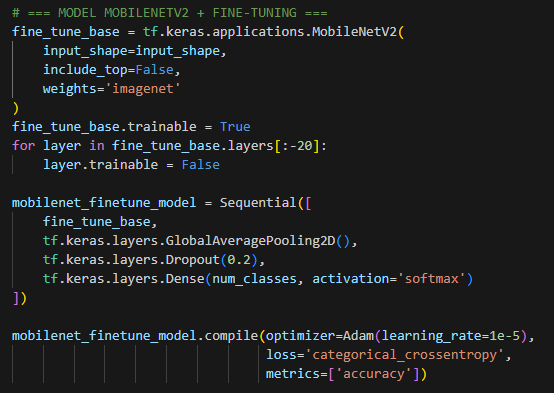 # === MODEL MOBILENETV2 + FINE-TUNING ===
fine_tune_base = tf.keras.applications.MobileNetV2(
    input_shape=input_shape,
    include_top=False,
    weights='imagenet'
)
fine_tune_base.trainable = True
for layer in fine_tune_base.layers[:-20]:
    layer.trainable = False

mobilenet_finetune_model = Sequential([
    fine_tune_base,
    tf.keras.layers.GlobalAveragePooling2D(),
    tf.keras.layers.Dropout(0.2),
    tf.keras.layers.Dense(num_classes, activation='softmax')
])

mobilenet_finetune_model.compile(optimizer=Adam(learning_rate=1e-5),
                                 loss='categorical_crossentropy',
                                 metrics=['accuracy'])